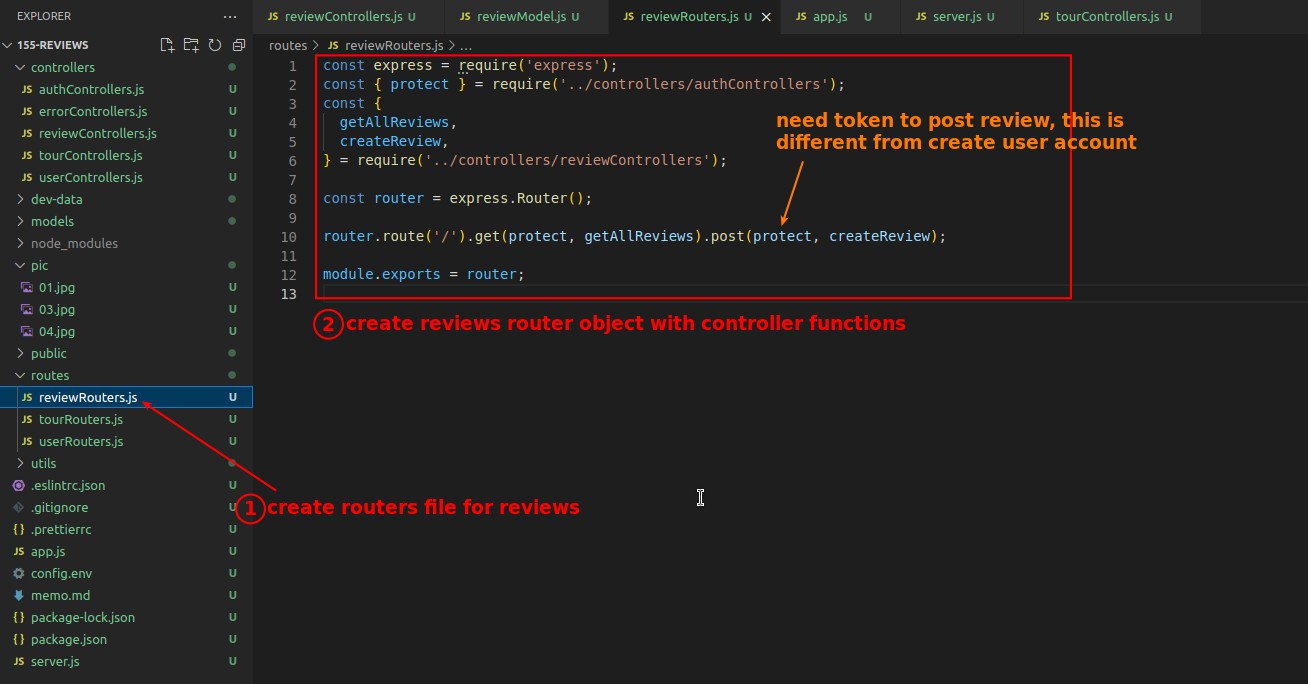 EXPLORER
155-REVIEWS
controllers
JS authControllers.js U
JS errorControllers.js U
JS reviewControllers.js U
JS tourControllers.js U
JS userControllers.js U
dev-data
models
node_modules
pic
01.jpg U
03.jpg U
04.jpg U
public
routes
JS reviewRouters.js U
JS tourRouters.js U
JS userRouters.js U
utils
.eslintrc.json U
.gitignore U
{} .prettierrc U
JS app.js U
config.env U
memo.md U
{} package-lock.json U
{} package.json U
JS server.js U
1 create routers file for reviews
JS reviewControllers.js U JS reviewModel.js U JS reviewRouters.js U JS app.js U JS server.js U JS tourControllers.js U
routes > JS reviewRouters.js > ...
1 const express = require('express');
2 const { protect } = require('../controllers/authControllers');
3 const {
4 getAllReviews,
5 createReview,
6 } = require('../controllers/reviewControllers');
7
8 const router = express.Router();
9
10 router.route('/').get(protect, getAllReviews).post(protect, createReview);
11
12 module.exports = router;
13
need token to post review, this is
different from create user account
2 create reviews router object with controller functions